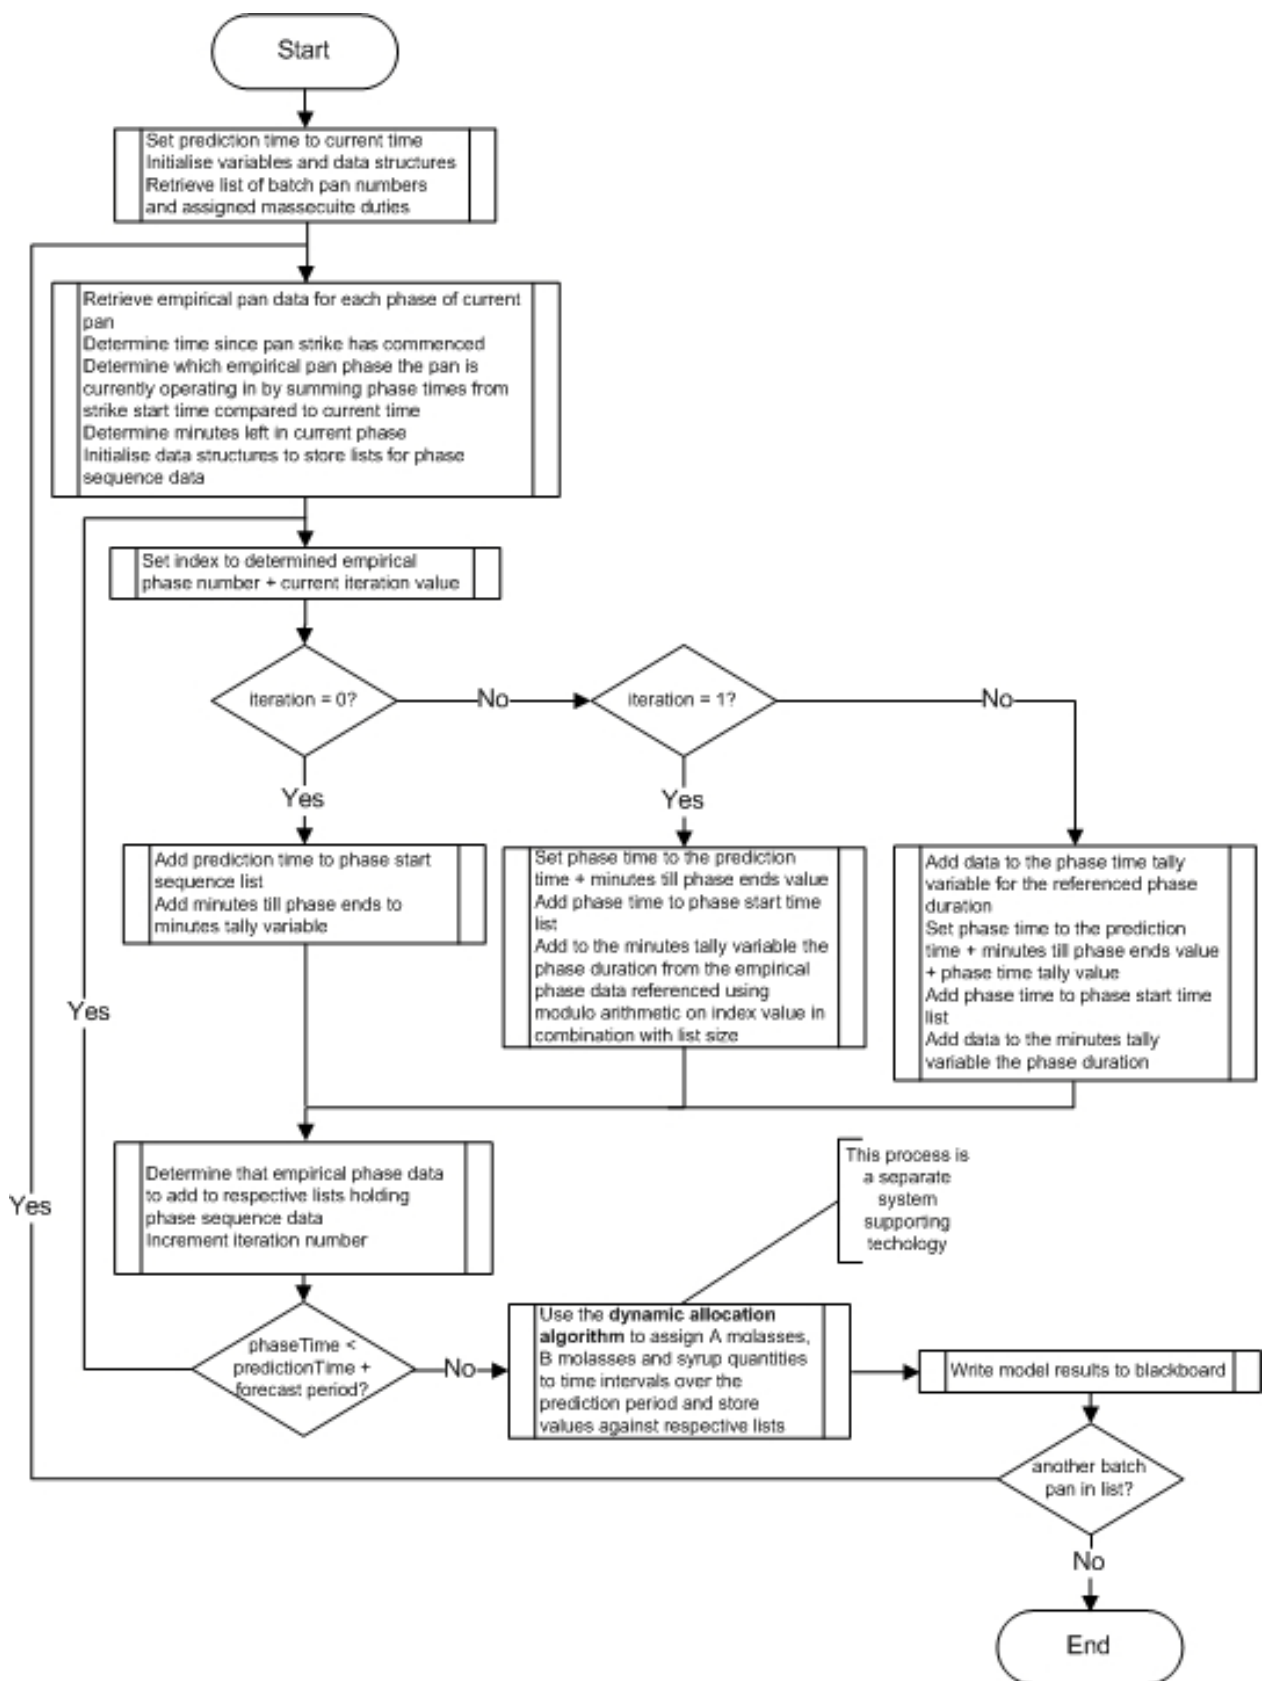 Start
Set prediction time to current time
Initialise variables and data structures
Retrieve list of batch pan numbers
and assigned massecuite duties
Retrieve empirical pan data for each phase of current
pan
Determine time since pan strike has commenced
Determine which empirical pan phase the pan is
currently operating in by summing phase times from
strike start time compared to current time
Determine minutes left in current phase
Initialise data structures to store lists for phase
sequence data
Set index to determined empirical
phase number + current iteration value
iteration = 0?
No
iteration = 1?
No
Yes
Yes
Add prediction time to phase start
sequence list
Add minutes till phase ends to
minutes tally variable
Set phase time to the prediction
time + minutes till phase ends value
Add phase time to phase start time
list
Add to the minutes tally variable the
phase duration from the empirical
phase data referenced using
modulo arithmetic on index value in
combination with list size
Add data to the phase time tally
variable for the referenced phase
duration
Set phase time to the prediction
time + minutes till phase ends value
+ phase time tally value
Add phase time to phase start time
list
Add data to the minutes tally
variable the phase duration
Yes
Yes
Determine that empirical phase data
to add to respective lists holding
phase sequence data
Increment iteration number
This process is
a separate
system
supporting
techology
phaseTime <
predictionTime +
forecast period?
No
Use the dynamic allocation
algorithm to assign A molasses,
B molasses and syrup quantities
to time intervals over the
prediction period and store
values against respective lists
Write model results to blackboard
another batch
pan in list?
No
End